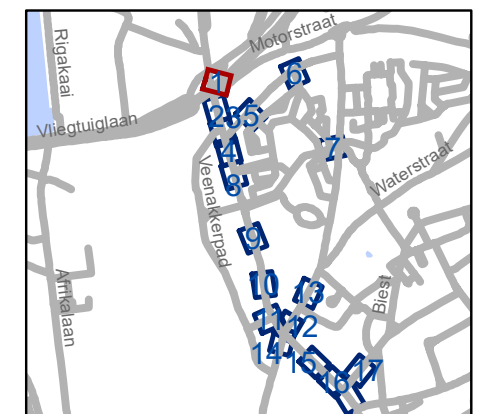 Rigakaai
Motorstraat
Vliegtuiglaan
Veenakkerpad
Waterstraat
Afrikalaan
Biest
1
2
3
5
6
4
7
8
9
10
13
11
12
14
15
16
17